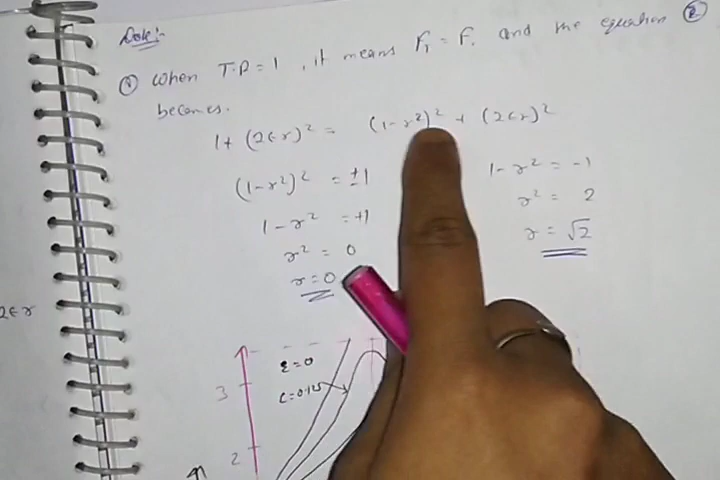 Note:-
① When T.R = 1, it means F₁ = F. and the equation ②
becomes.
1+ (2εr)² = (1-r²)² + (2εr)²
(1-r²)² = ±1
1-r² = +1
r² = 0
r=0
1-r² = -1
r² = 2
r = √2
2εr
ε=0
ε=0.125
3
2